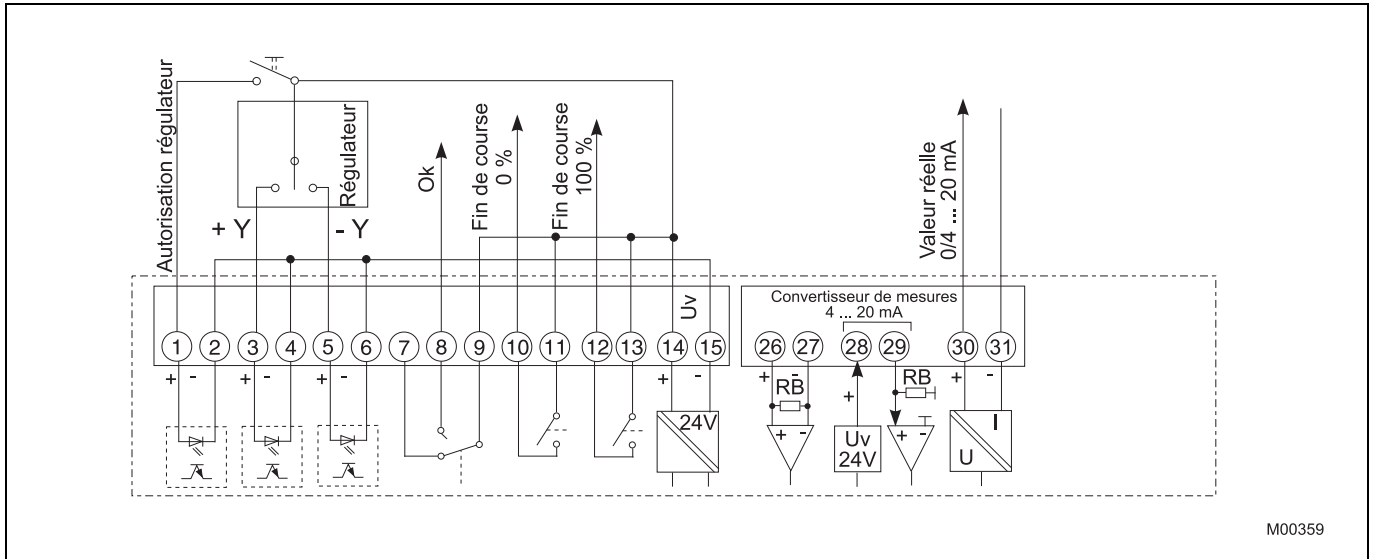 Autorisation régulateur
Régulateur
+ Y
- Y
Ok
Fin de course
0 %
Fin de course
100 %
Valeur réelle
0/4 ... 20 mA
Uv
Convertisseur de mesures
4 ... 20 mA
1 2 3 4 5 6 7 8 9 10 11 12 13 14 15
26 27 28 29 30 31
+ - + - + - + -
+ - + + -
RB
RB
24V
+ -
Uv
24V
+ -
I
U
M00359